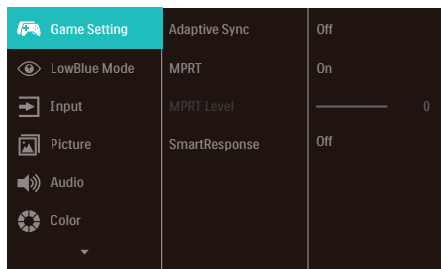 Game Setting Adaptive Sync Off
LowBlue Mode MPRT On
Input MPRT Level 0
Picture SmartResponse Off
Audio
Color